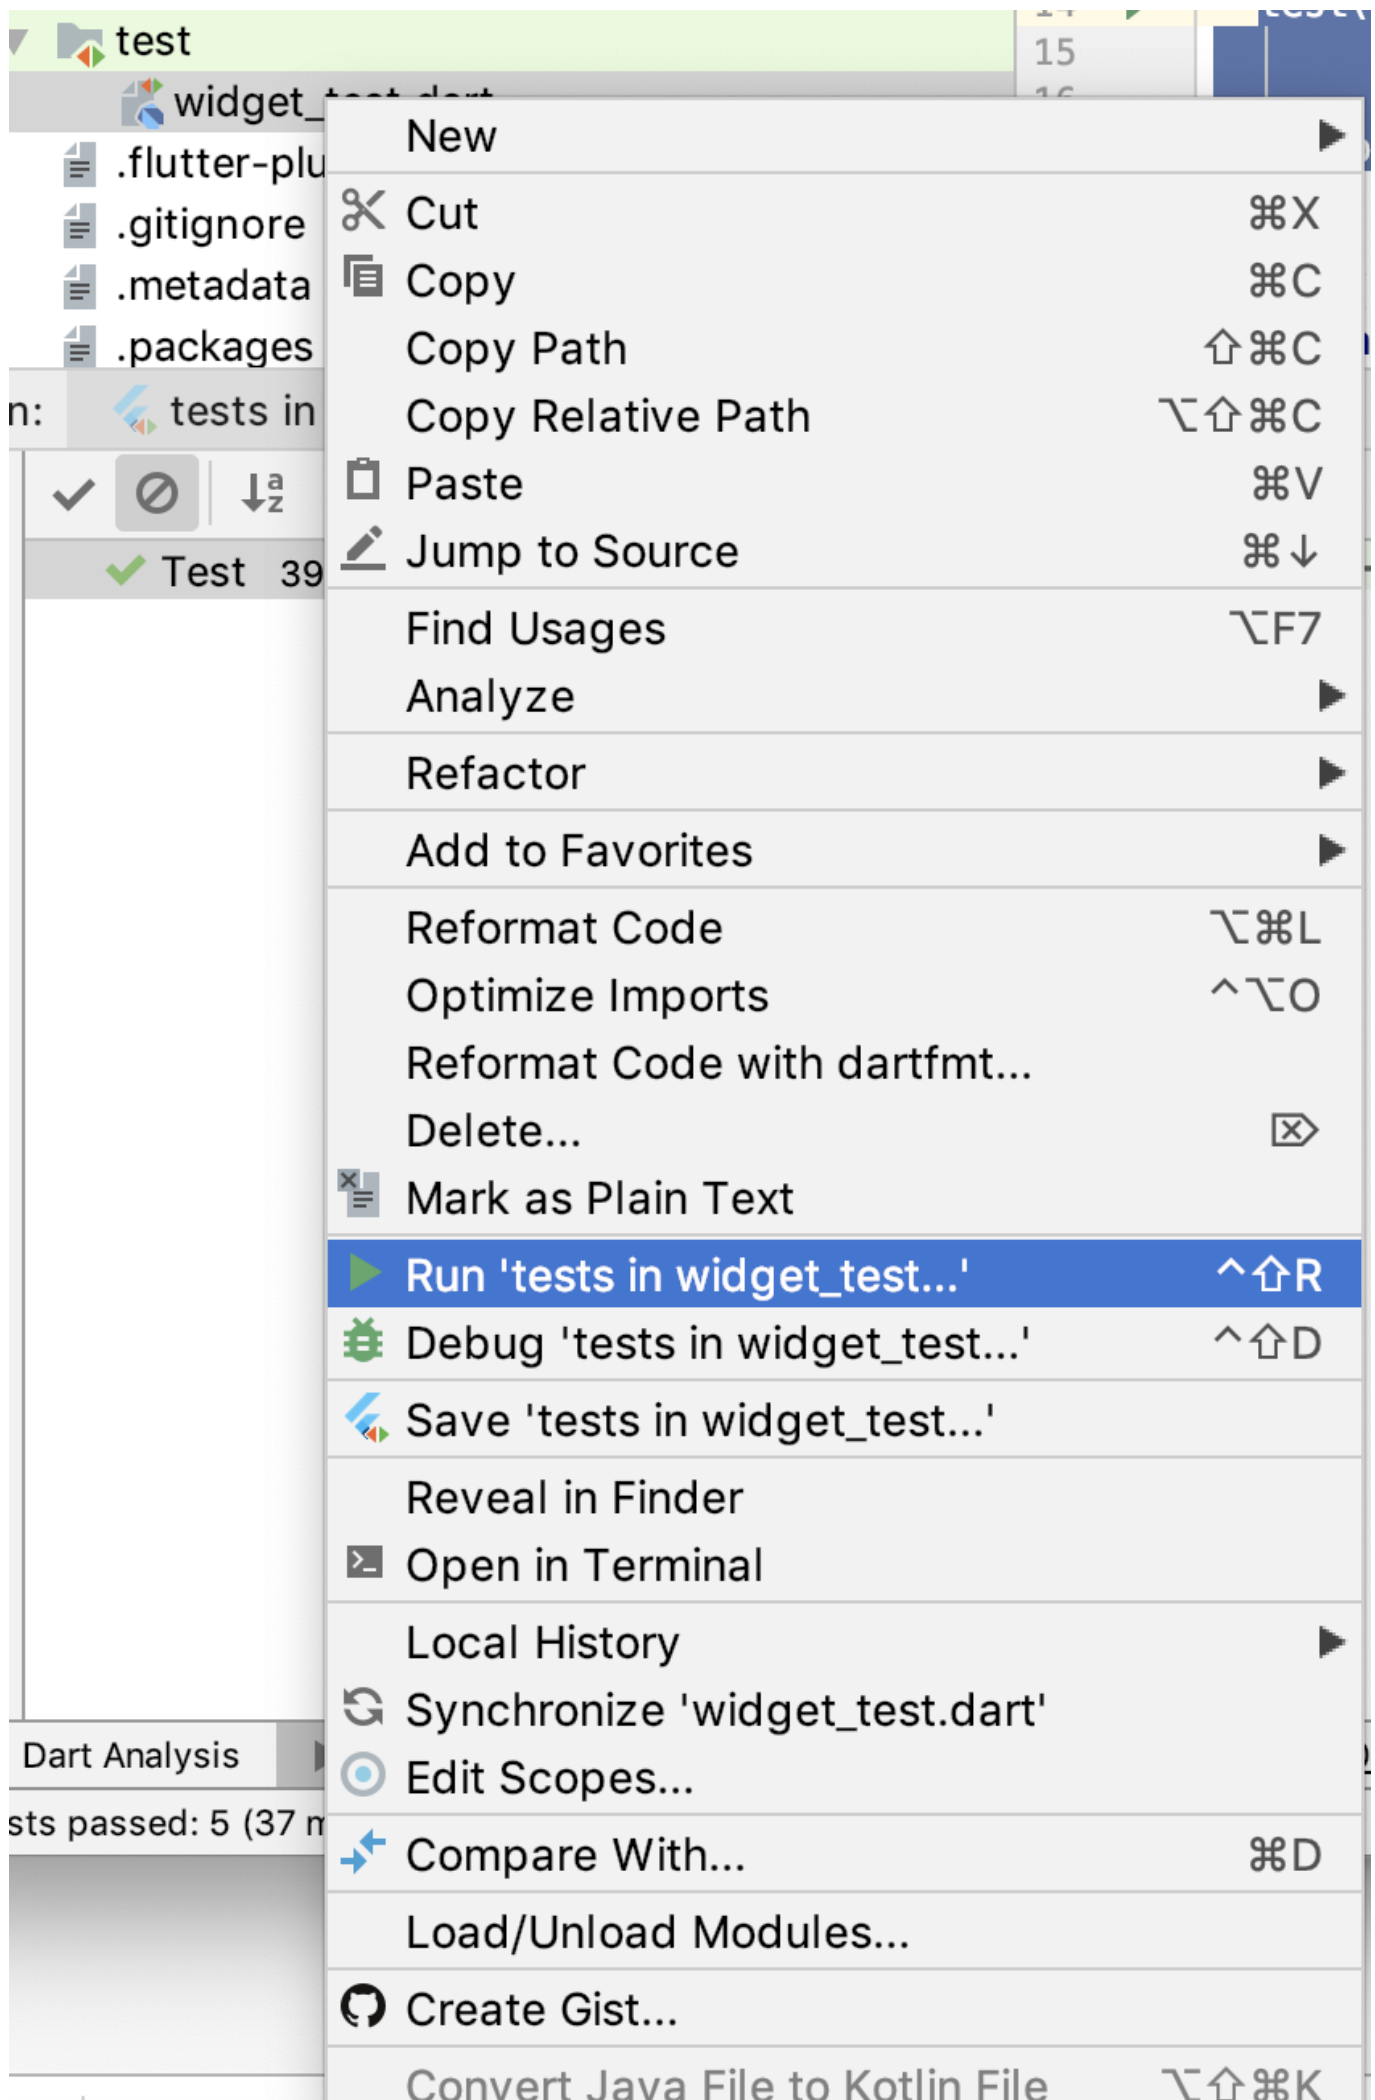 test
15
widget_test.dart
New
.flutter-plu
Cut ⌘X
.gitignore
Copy ⌘C
.metadata
Copy Path ⇧⌘C
.packages
Copy Relative Path ⌥⇧⌘C
n: tests in
Paste ⌘V
Jump to Source ⌘↓
Test 39
Find Usages ⌥F7
Analyze
Refactor
Add to Favorites
Reformat Code ⌥⌘L
Optimize Imports ^⌥O
Reformat Code with dartfmt...
Delete... ⌦
Mark as Plain Text
Run 'tests in widget_test...' ^⇧R
Debug 'tests in widget_test...' ^⇧D
Save 'tests in widget_test...'
Reveal in Finder
Open in Terminal
Local History
Synchronize 'widget_test.dart'
Dart Analysis
Edit Scopes...
sts passed: 5 (37 m
Compare With... ⌘D
Load/Unload Modules...
Create Gist...
Convert Java File to Kotlin File ⌥⇧⌘K